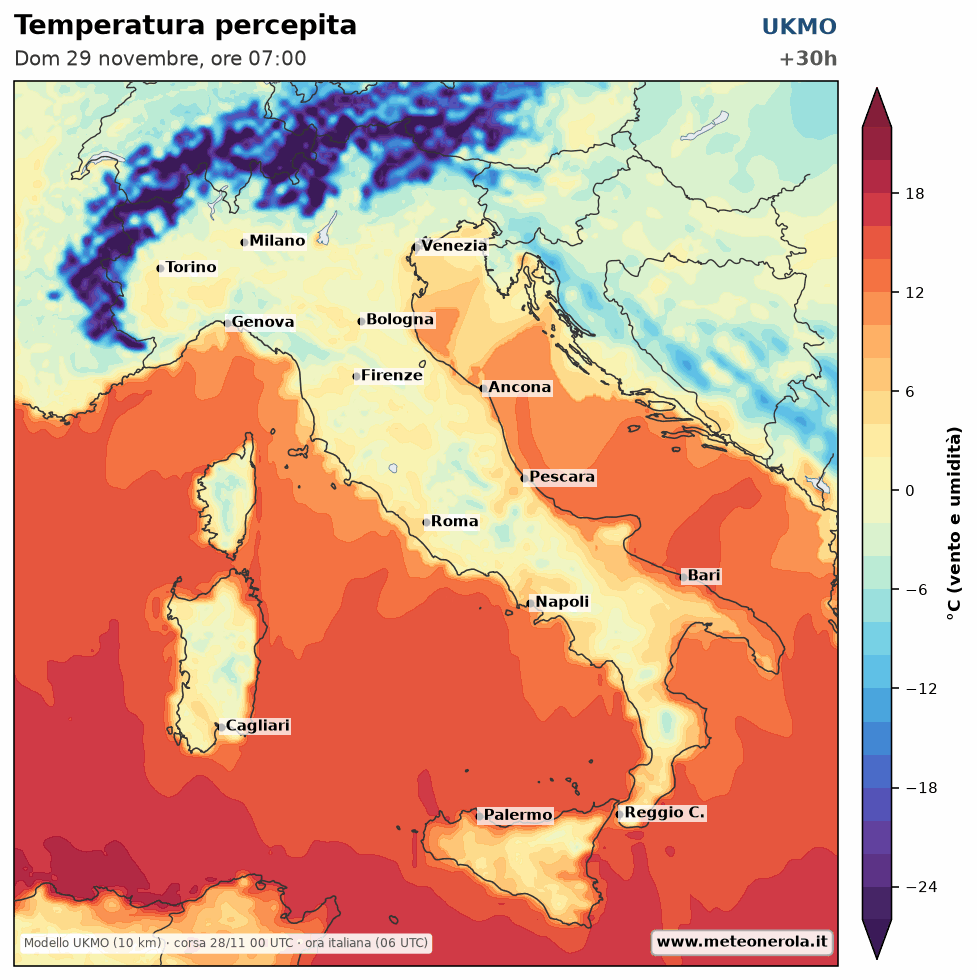 Temperatura percepita
UKMO
Dom 29 novembre, ore 07:00
+30h
Milano
Venezia
Torino
Genova
Bologna
Firenze
Ancona
Pescara
Roma
Bari
Napoli
Cagliari
Palermo
Reggio C.
18
12
6
0
−6
−12
−18
−24
°C (vento e umidità)
Modello UKMO (10 km) · corsa 28/11 00 UTC · ora italiana (06 UTC)
www.meteonerola.it